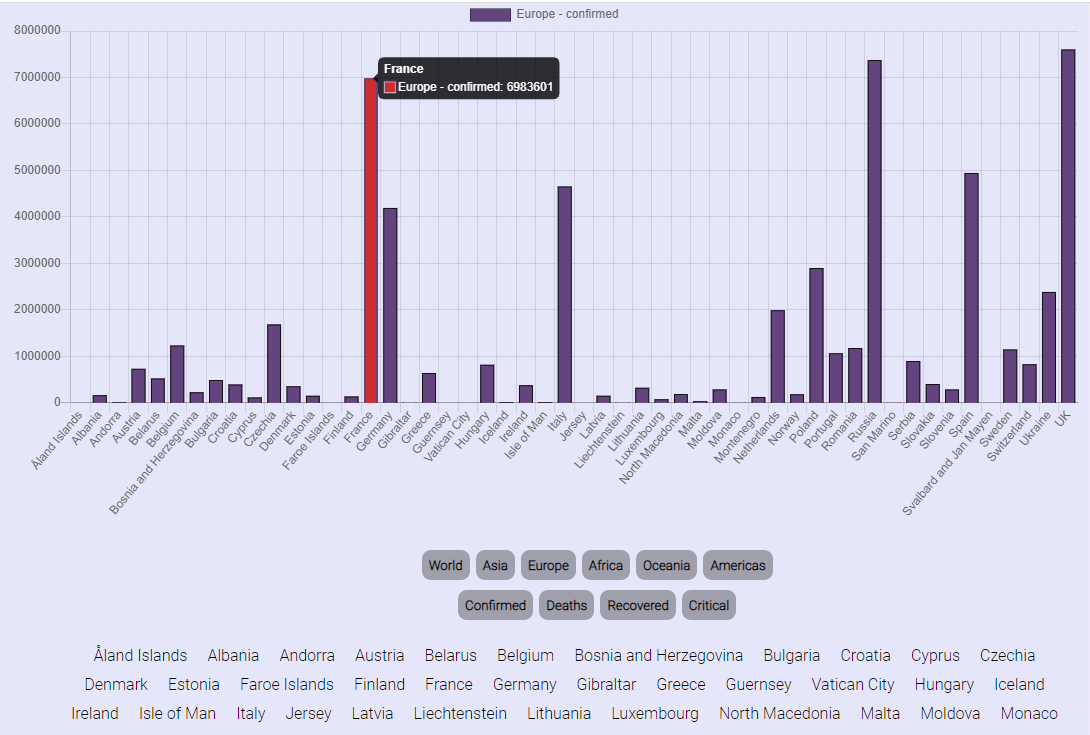 Europe - confirmed
8000000
7000000
6000000
5000000
4000000
3000000
2000000
1000000
0
France
Europe - confirmed: 6983601
Åland Islands
Albania
Andorra
Austria
Belarus
Belgium
Bosnia and Herzegovina
Bulgaria
Croatia
Cyprus
Czechia
Denmark
Estonia
Faroe Islands
Finland
France
Germany
Gibraltar
Greece
Guernsey
Vatican City
Hungary
Iceland
Ireland
Isle of Man
Italy
Jersey
Latvia
Liechtenstein
Lithuania
Luxembourg
North Macedonia
Malta
Moldova
Monaco
Montenegro
Netherlands
Norway
Poland
Portugal
Romania
Russia
San Marino
Serbia
Slovakia
Slovenia
Spain
Svalbard and Jan Mayen
Sweden
Switzerland
Ukraine
UK
World Asia Europe Africa Oceania Americas
Confirmed Deaths Recovered Critical
Åland Islands Albania Andorra Austria Belarus Belgium Bosnia and Herzegovina Bulgaria Croatia Cyprus Czechia
Denmark Estonia Faroe Islands Finland France Germany Gibraltar Greece Guernsey Vatican City Hungary Iceland
Ireland Isle of Man Italy Jersey Latvia Liechtenstein Lithuania Luxembourg North Macedonia Malta Moldova Monaco